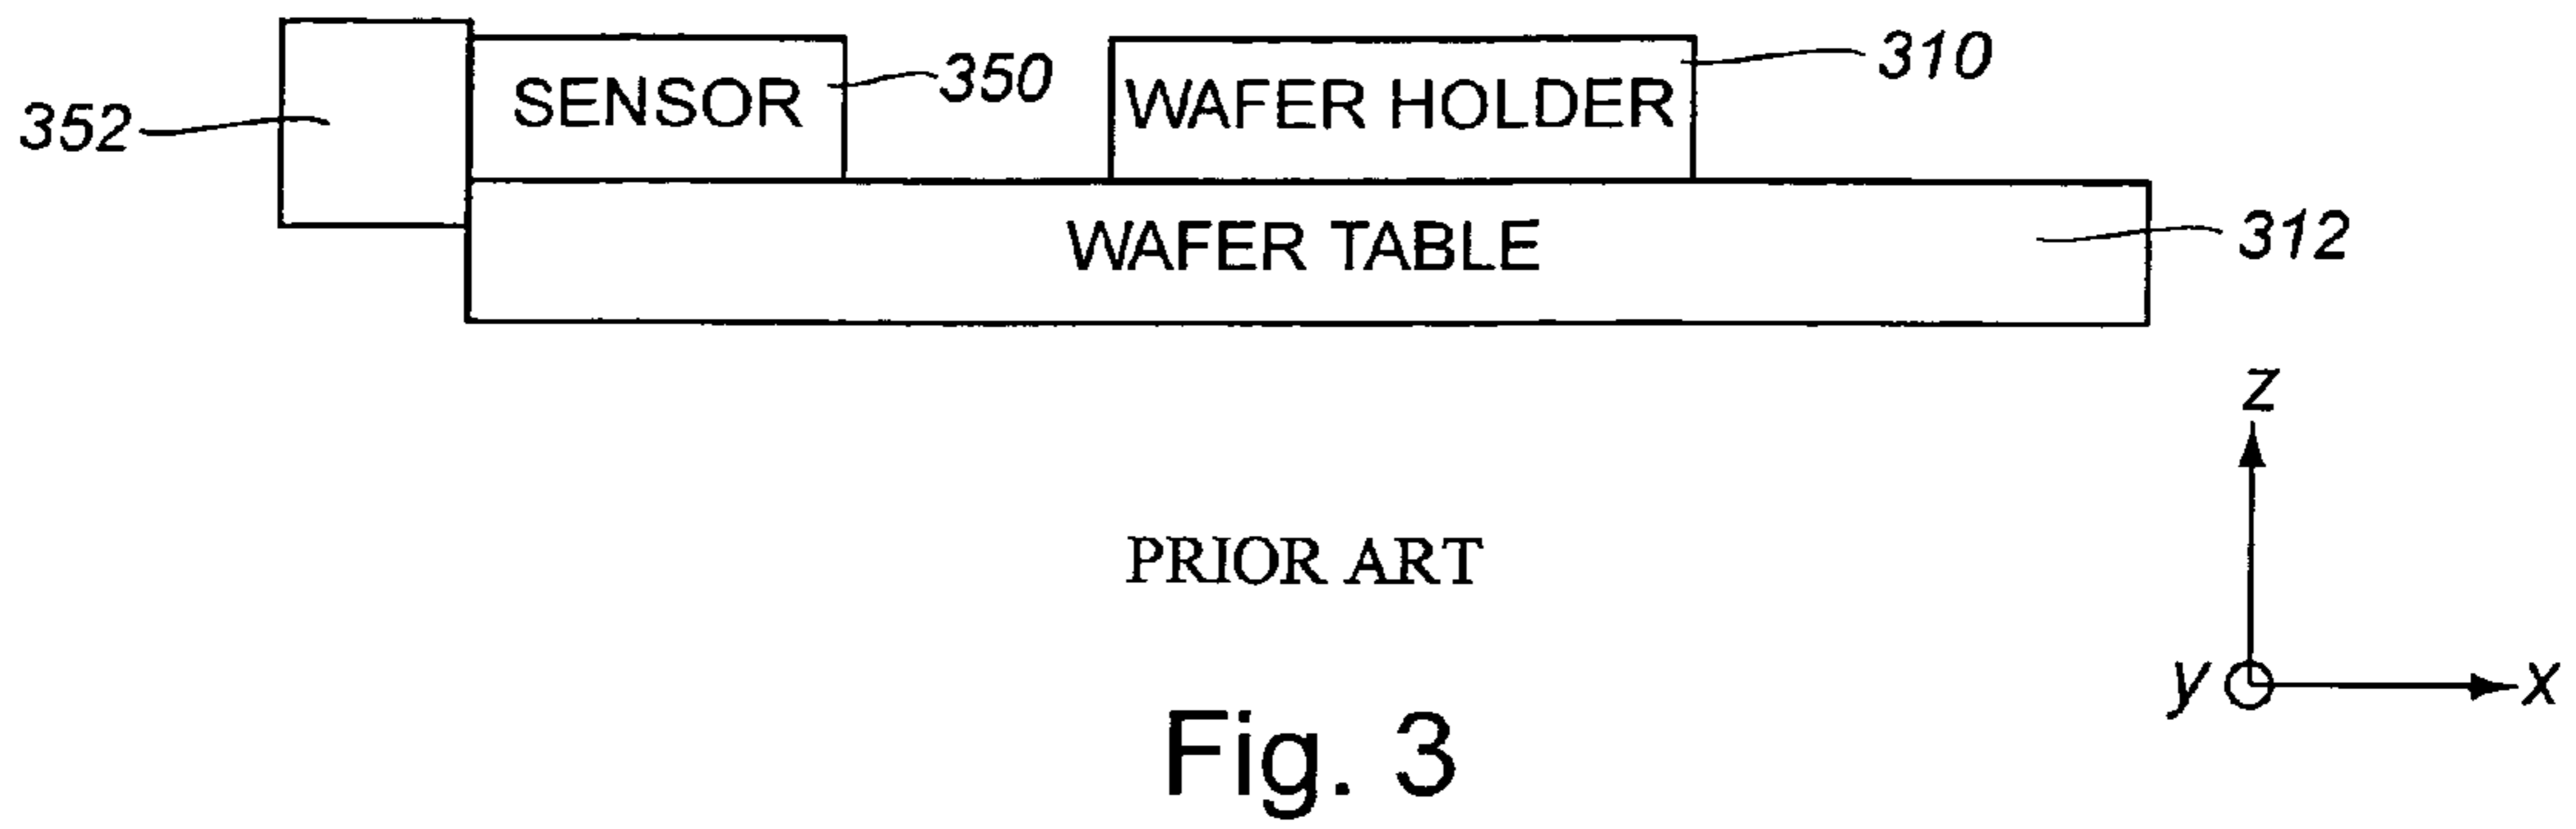 352
SENSOR
350
WAFER HOLDER
310
WAFER TABLE
312
z
PRIOR ART
y
x
Fig. 3